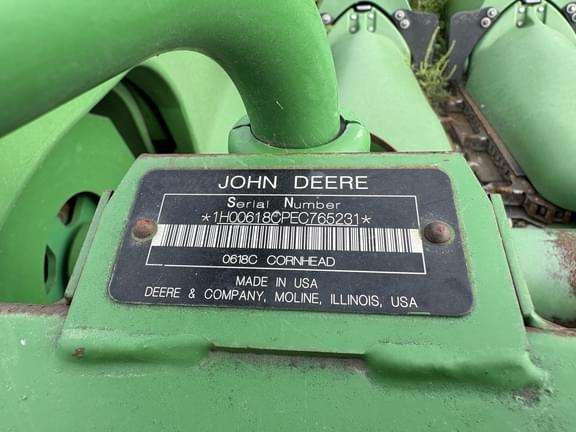 JOHN DEERE
Serial Number
*1H00618CPEC765231*
0618C CORNHEAD
MADE IN USA
DEERE & COMPANY, MOLINE, ILLINOIS, USA